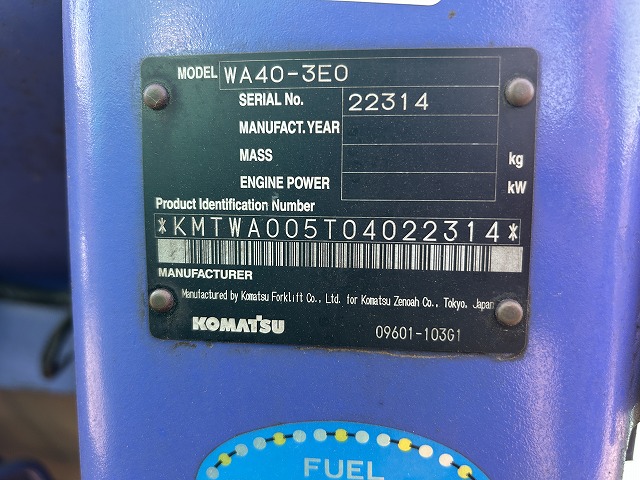 MODEL WA40-3E0
SERIAL No. 22314
MANUFACT. YEAR
MASS kg
ENGINE POWER kW
Product Identification Number
*KMTWA005T04022314*
MANUFACTURER
Manufactured by Komatsu Forklift Co., Ltd. for Komatsu Zenoah Co., Tokyo, Japan
KOMATSU 09601-103G1
FUEL